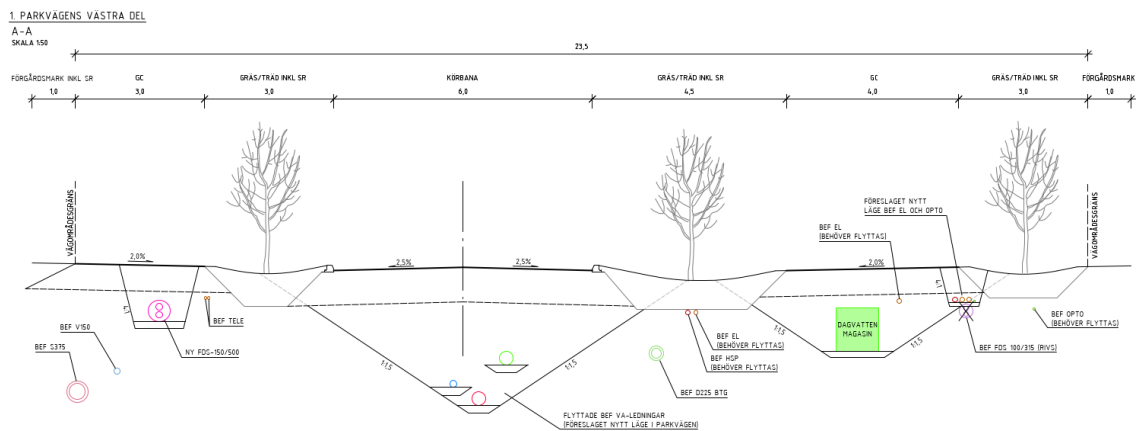 1. PARKVÄGENS VÄSTRA DEL
A-A
SKALA 1:50
23,5
FÖRGÅRDSMARK INKL SR
GC
GRÄS/TRÄD INKL SR
KÖRBANA
GRÄS/TRÄD INKL SR
GC
GRÄS/TRÄD INKL SR
FÖRGÅRDSMARK
1,0
3,0
3,0
6,0
4,5
4,0
3,0
1,0
VÄGOMRÅDESGRÄNS
VÄGOMRÅDESGRÄNS
FÖRESLAGET NYTT
LÄGE BEF EL OCH OPTO
BEF EL
(BEHÖVER FLYTTAS)
2,0%
2,5%
2,5%
2,0%
4:1
4:1
BEF TELE
NY FDS-150/500
BEF V150
BEF S375
1:1,5
1:1,5
1:1,5
1:1,5
DAGVATTEN
MAGASIN
BEF EL
(BEHÖVER FLYTTAS)
BEF HSP
(BEHÖVER FLYTTAS)
BEF D225 BTG
BEF OPTO
(BEHÖVER FLYTTAS)
BEF FDS 100/315 (RIVS)
FLYTTADE BEF VA-LEDNINGAR
(FÖRESLAGET NYTT LÄGE I PARKVÄGEN)